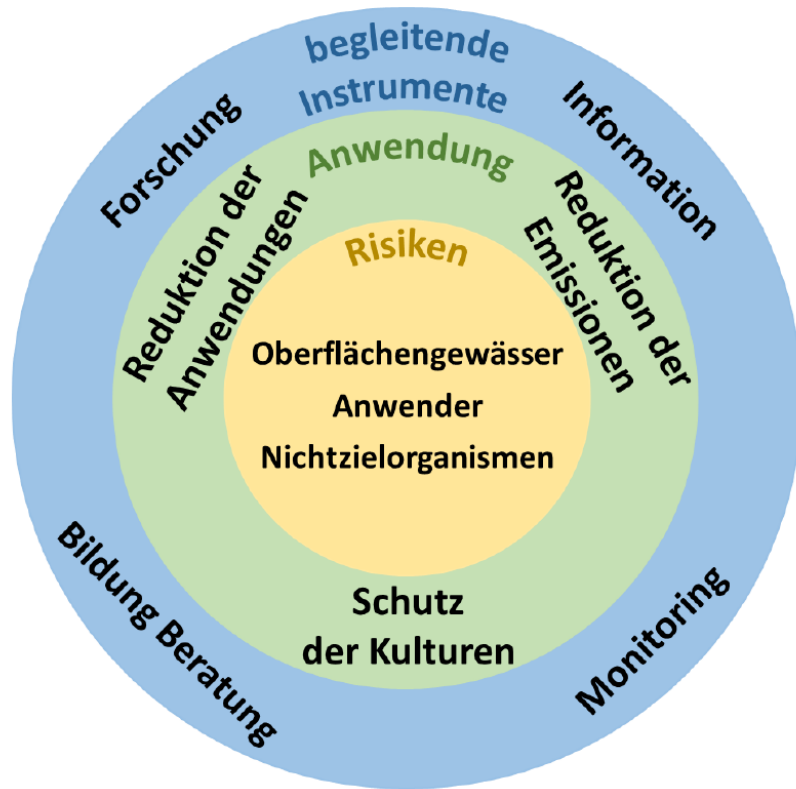 begleitende
Instrumente
Forschung
Information
Anwendung
Reduktion der
Anwendungen
Reduktion der
Emissionen
Risiken
Oberflächengewässer
Anwender
Nichtzielorganismen
Schutz
der Kulturen
Bildung Beratung
Monitoring